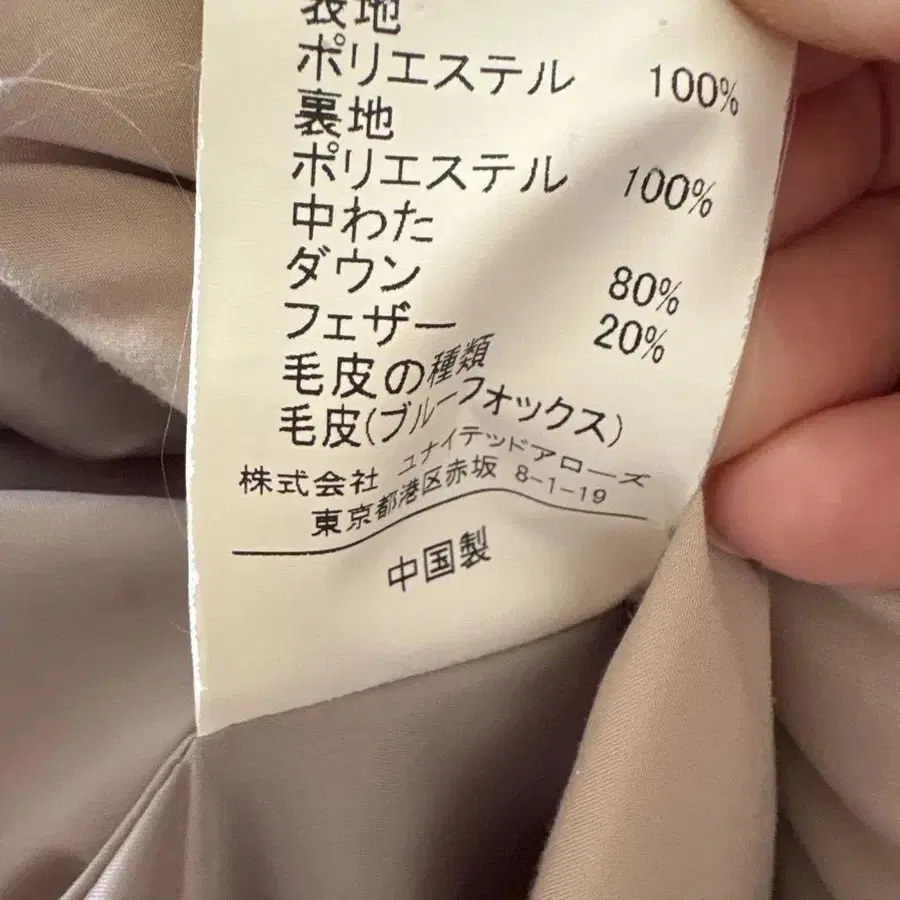 表地
ポリエステル 100%
裏地
ポリエステル 100%
中わた
ダウン 80%
フェザー 20%
毛皮の種類
毛皮(ブルーフォックス)
株式会社 ユナイテッドアローズ
東京都港区赤坂 8-1-19
中国製